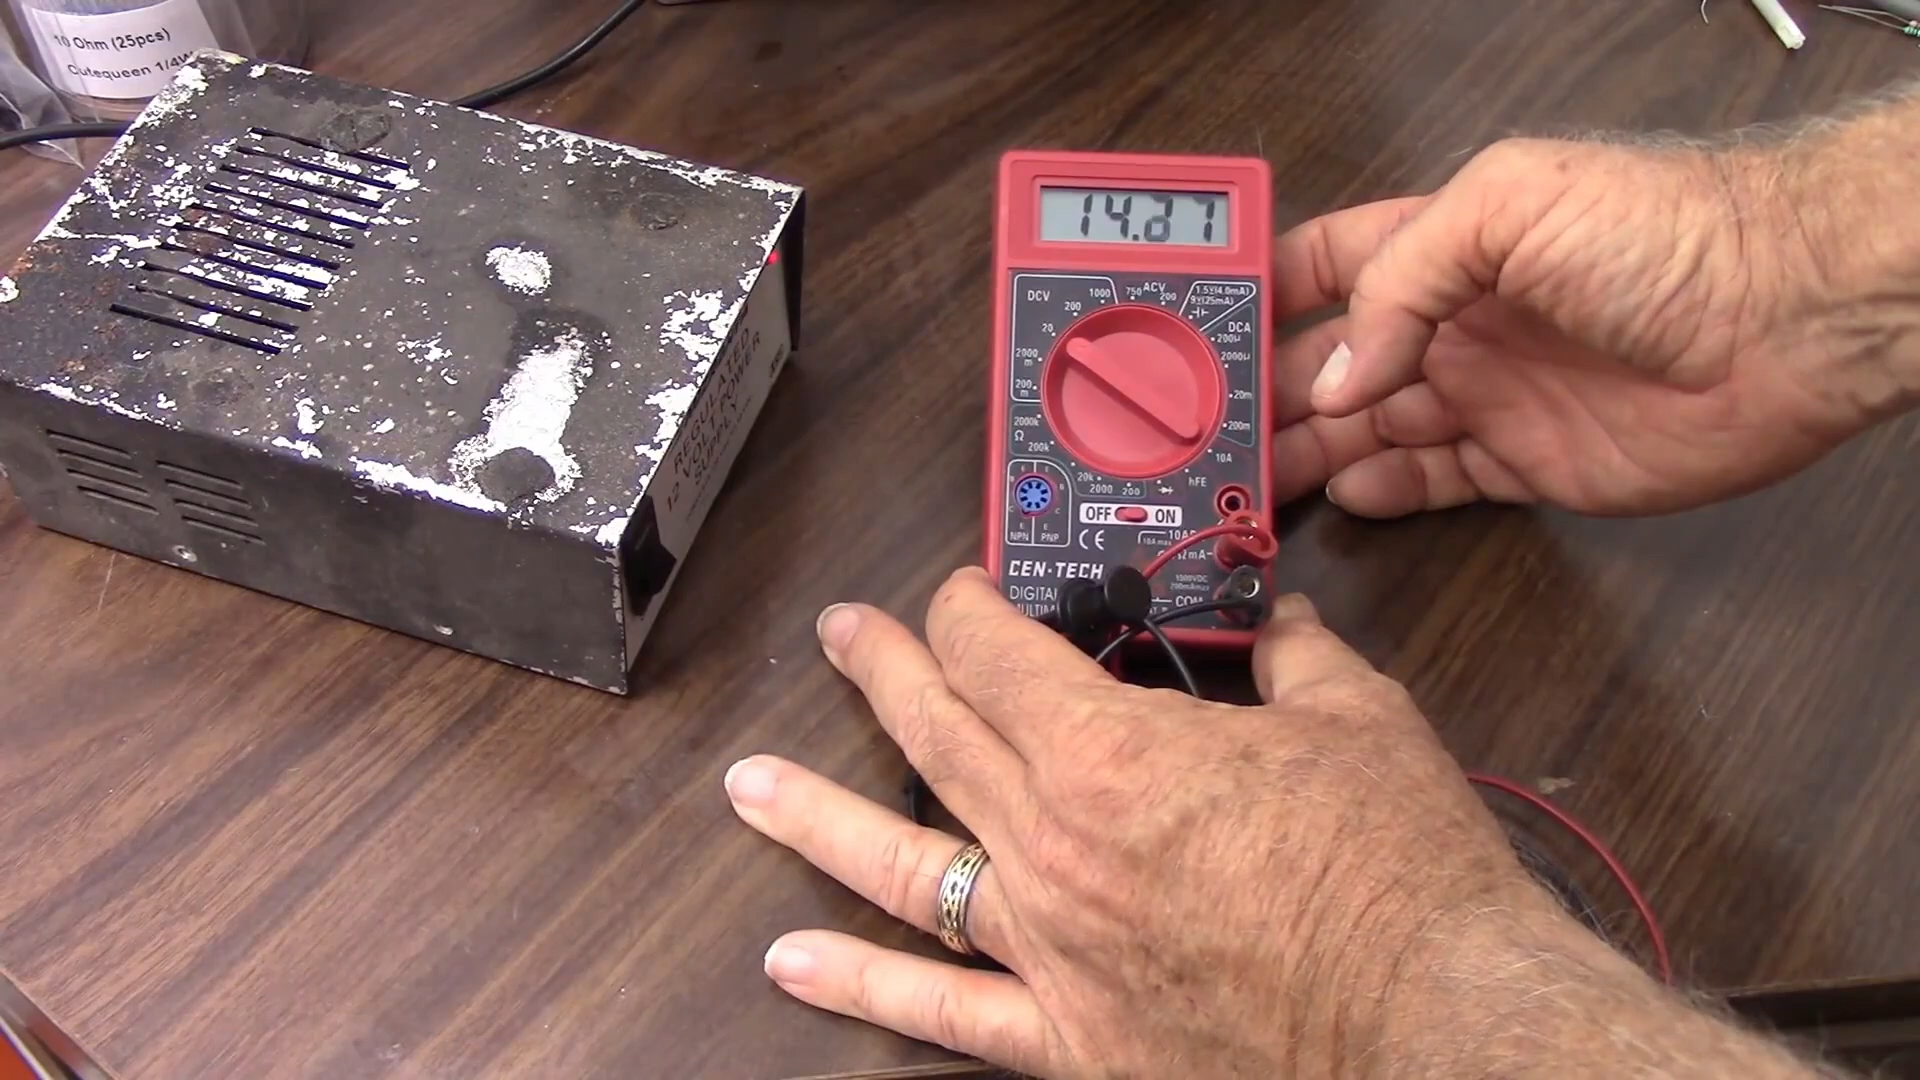 10 Ohm (25pcs)
Cutequeen 1/4W
REGULATED
12 VOLT POWER
SUPPLY
DCV
1000
750
ACV
200
1.5V(4.0mA)
9V(25mA)
200
20
2000
m
200
m
DCA
200μ
2000μ
20m
200m
10A
2000k
Ω
200k
20k
2000
200
hFE
OFF
ON
NPN
PNP
CE
10A max
CEN-TECH
DIGITAL
COM